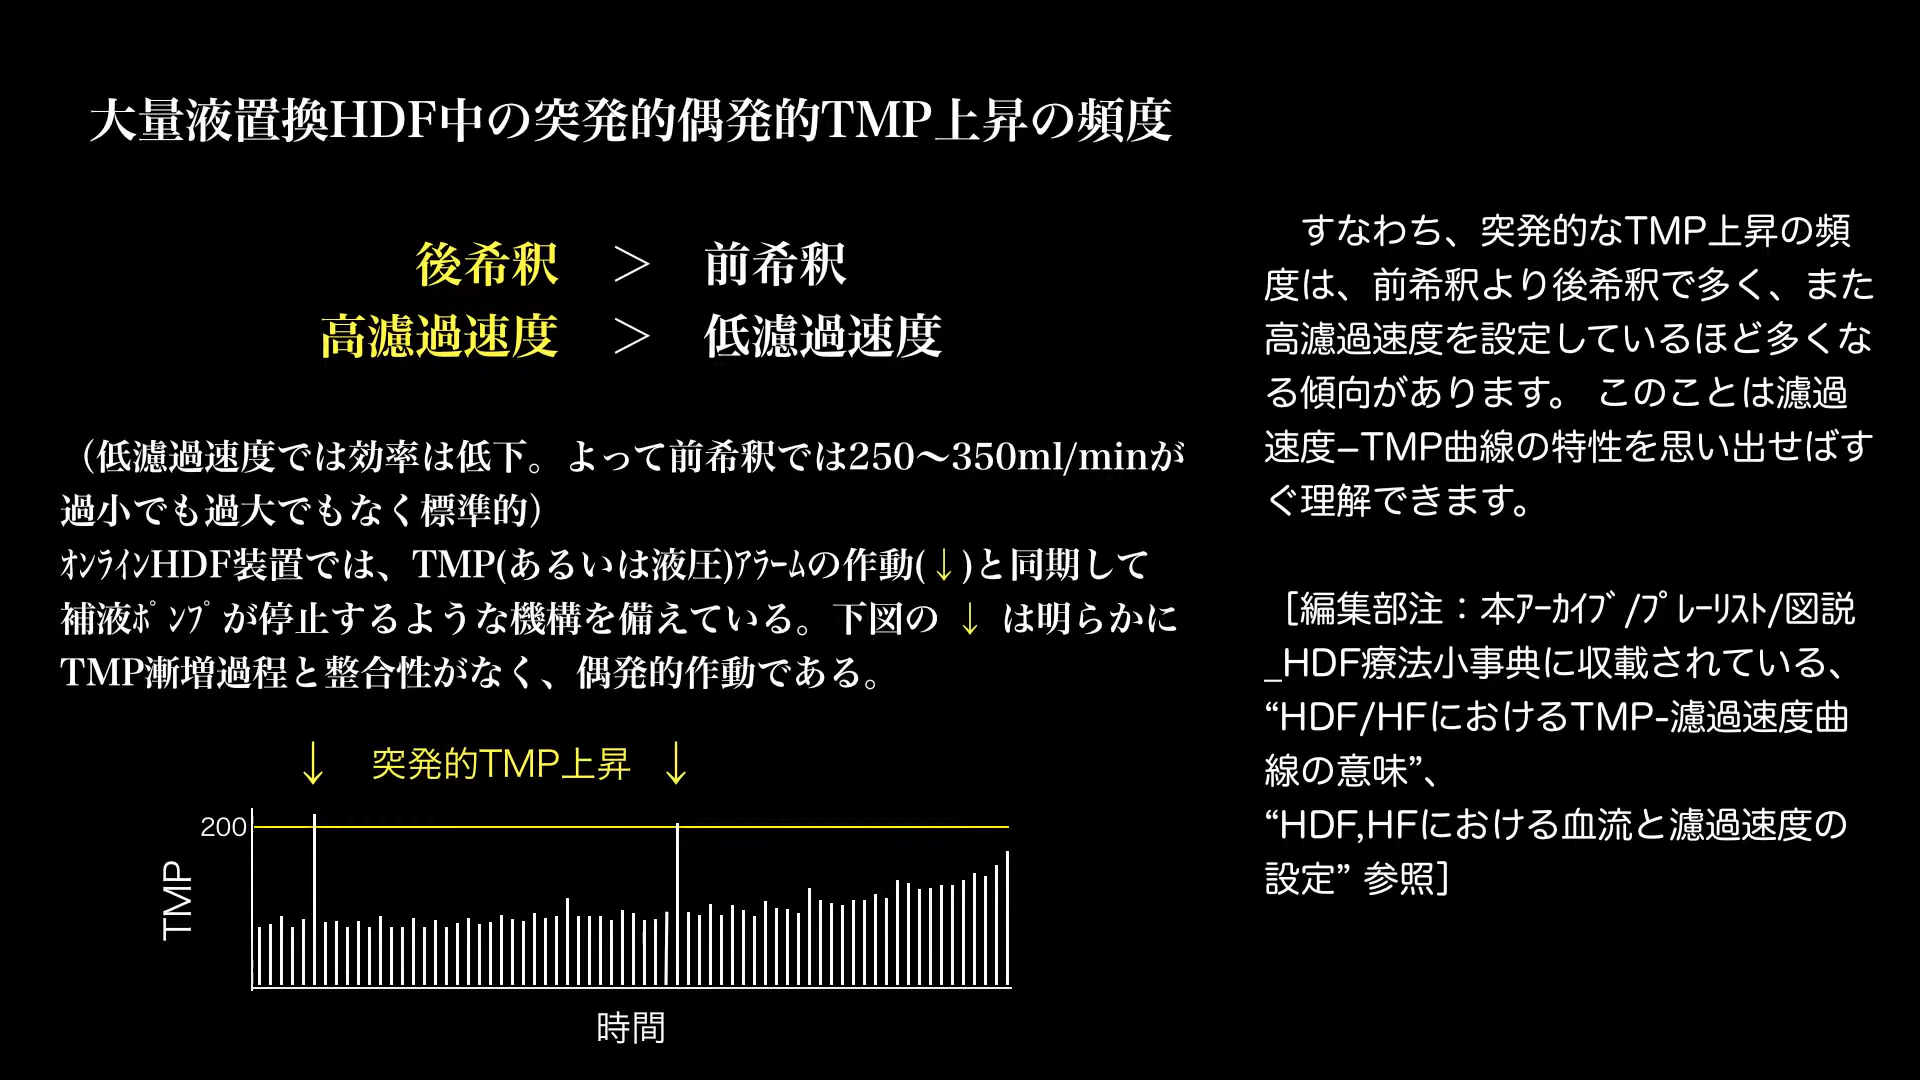 大量液置換HDF中の突発的偶発的TMP上昇の頻度
後希釈 ＞ 前希釈
高濾過速度 ＞ 低濾過速度
（低濾過速度では効率は低下。よって前希釈では250〜350ml/minが
過小でも過大でもなく標準的）
ｵﾝﾗｲﾝHDF装置では、TMP(あるいは液圧)ｱﾗｰﾑの作動(↓)と同期して
補液ﾎﾟﾝﾌﾟが停止するような機構を備えている。下図の ↓ は明らかに
TMP漸増過程と整合性がなく、偶発的作動である。
↓ 突発的TMP上昇 ↓
200
TMP
時間
すなわち、突発的なTMP上昇の頻
度は、前希釈より後希釈で多く、また
高濾過速度を設定しているほど多くな
る傾向があります。 このことは濾過
速度–TMP曲線の特性を思い出せばす
ぐ理解できます。
［編集部注：本ｱｰｶｲﾌﾞ/ﾌﾟﾚｰﾘｽﾄ/図説
_HDF療法小事典に収載されている、
“HDF/HFにおけるTMP-濾過速度曲
線の意味”、
“HDF,HFにおける血流と濾過速度の
設定” 参照］